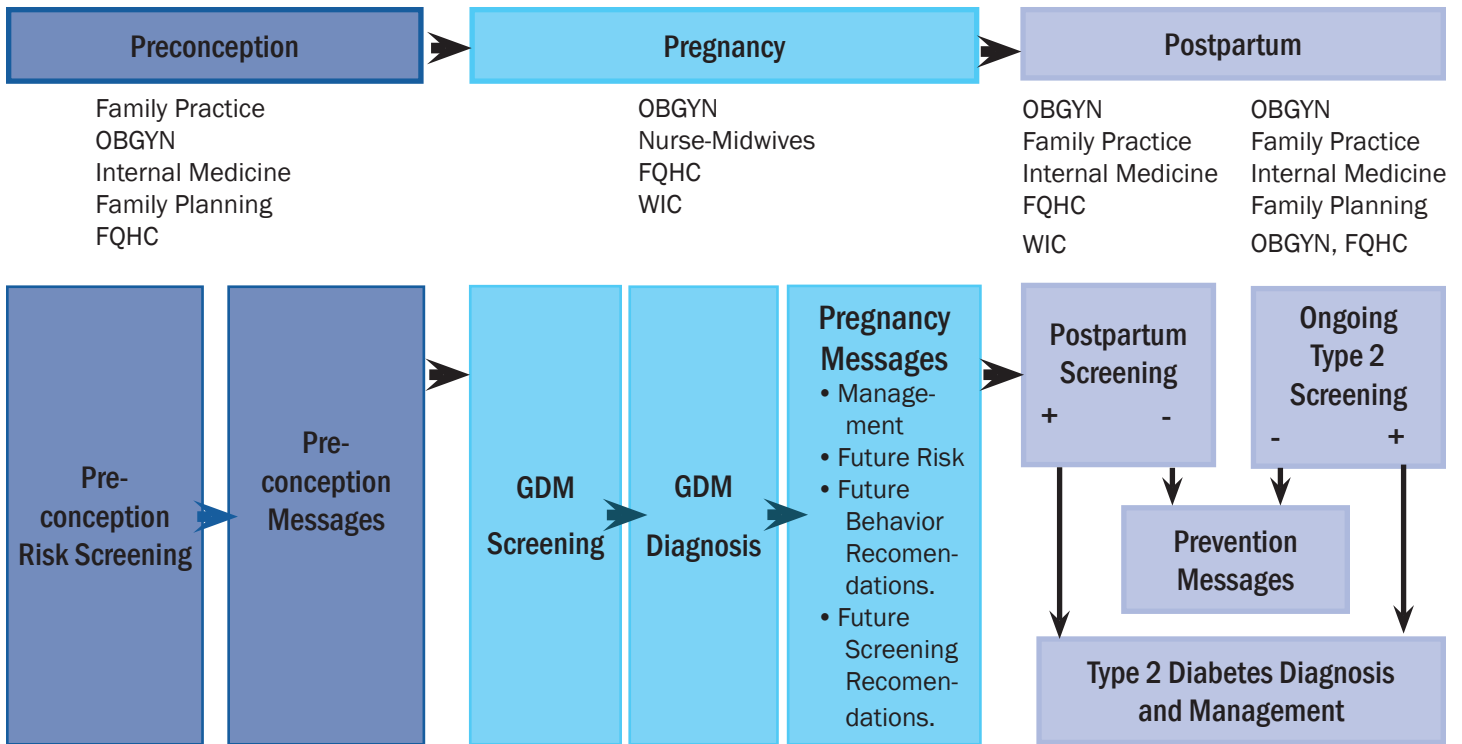 Preconception
Pregnancy
Postpartum
Family Practice
OBGYN
Internal Medicine
Family Planning
FQHC
OBGYN
Nurse-Midwives
FQHC
WIC
OBGYN
Family Practice
Internal Medicine
FQHC
WIC
OBGYN
Family Practice
Internal Medicine
Family Planning
OBGYN, FQHC
Pre-
conception
Risk Screening
Pre-
conception
Messages
GDM
Screening
GDM
Diagnosis
Pregnancy
Messages
• Manage-
ment
• Future Risk
• Future
Behavior
Recomen-
dations.
• Future
Screening
Recomen-
dations.
Postpartum
Screening
+ -
Ongoing
Type 2
Screening
- +
Prevention
Messages
Type 2 Diabetes Diagnosis
and Management